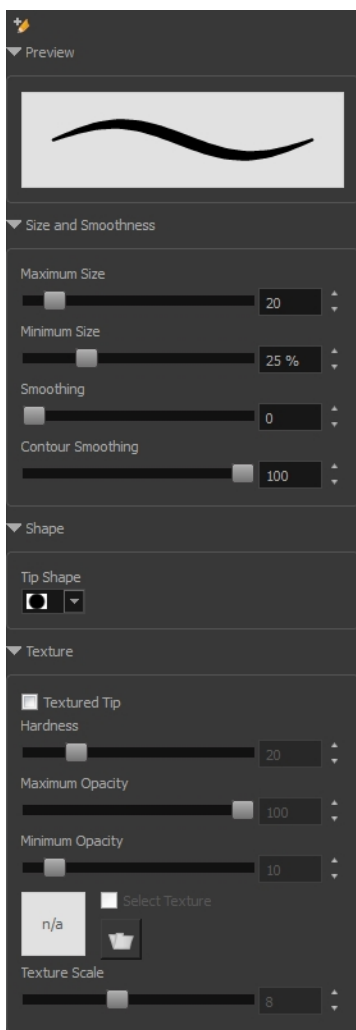 Preview
Size and Smoothness
Maximum Size
20
Minimum Size
25 %
Smoothing
0
Contour Smoothing
100
Shape
Tip Shape
Texture
Textured Tip
Hardness
20
Maximum Opacity
100
Minimum Opacity
10
n/a
Select Texture
Texture Scale
8